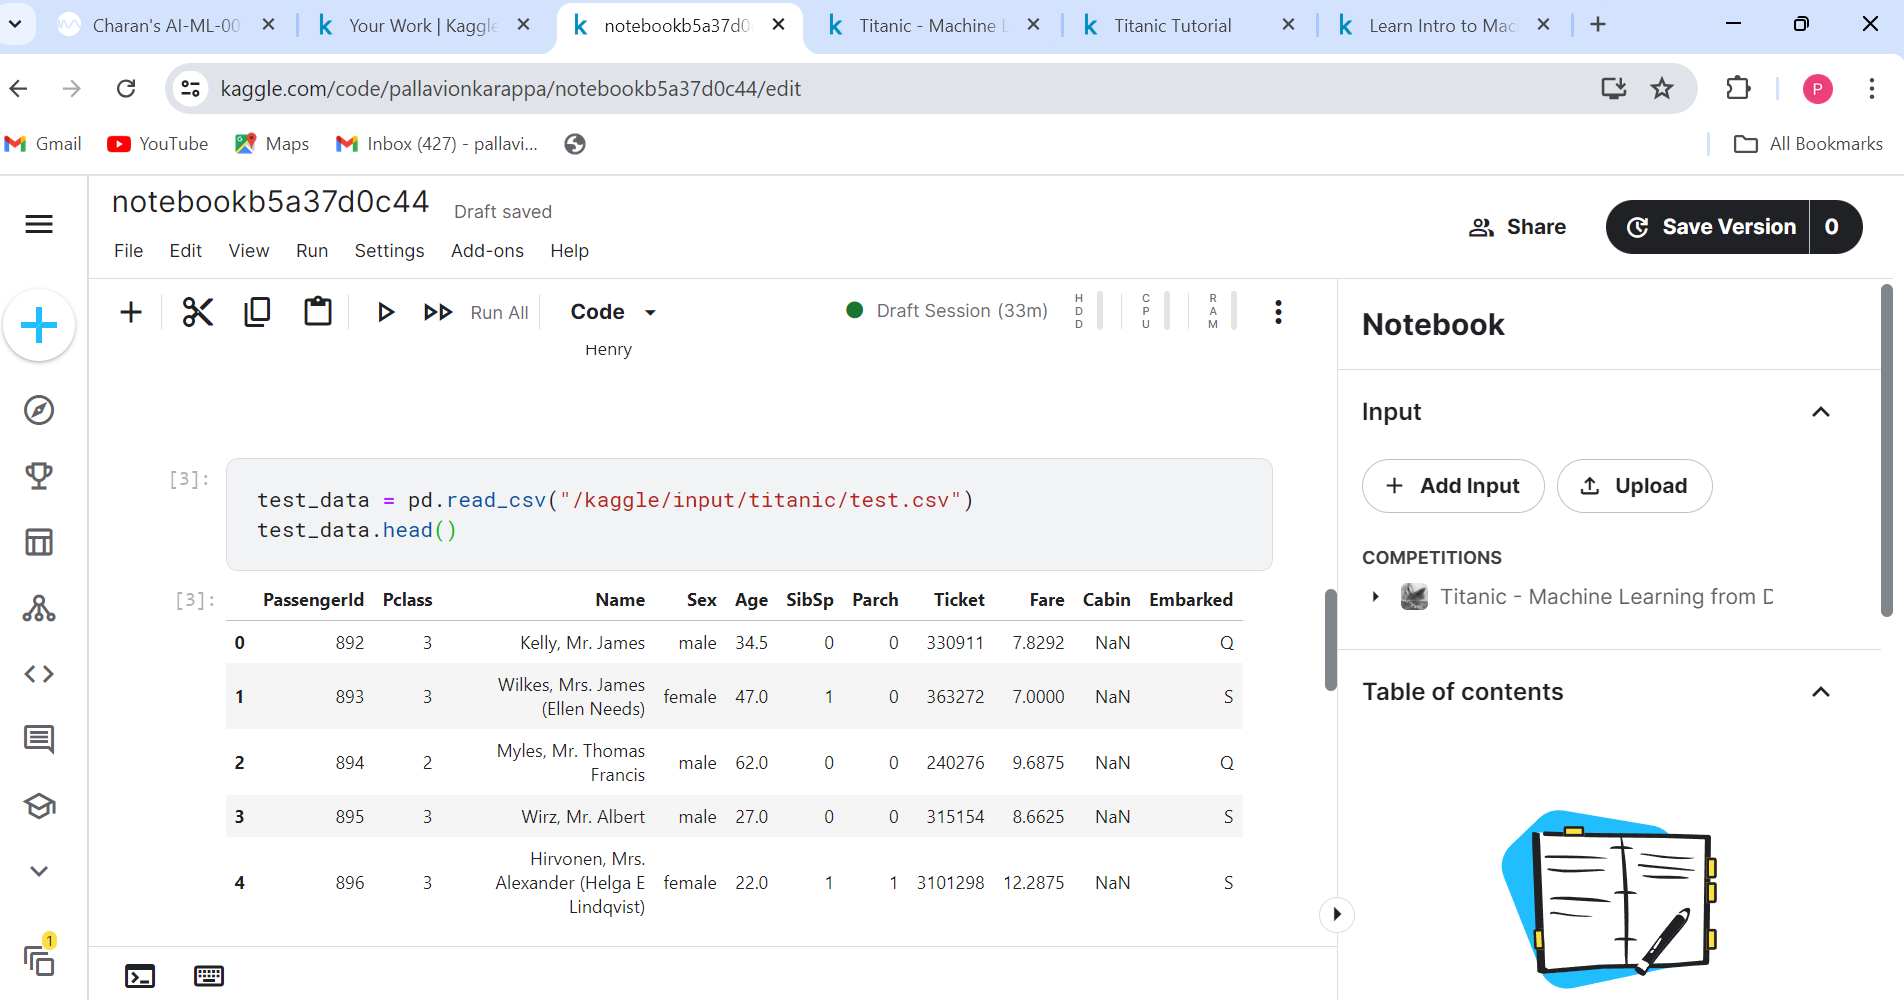 Charan's AI-ML-00
Your Work | Kaggle
notebookb5a37d0
Titanic - Machine L
Titanic Tutorial
Learn Intro to Mac
kaggle.com/code/pallavionkarappa/notebookb5a37d0c44/edit
P
Gmail
YouTube
Maps
Inbox (427) - pallavi...
All Bookmarks
notebookb5a37d0c44
Draft saved
File Edit View Run Settings Add-ons Help
Share
Save Version 0
Run All
Code
Draft Session (33m)
HDD
CPU
RAM
Henry
[3]:
test_data = pd.read_csv("/kaggle/input/titanic/test.csv")
test_data.head()
[3]:
PassengerId Pclass Name Sex Age SibSp Parch Ticket Fare Cabin Embarked
0 892 3 Kelly, Mr. James male 34.5 0 0 330911 7.8292 NaN Q
Wilkes, Mrs. James
1 893 3 female 47.0 1 0 363272 7.0000 NaN S
(Ellen Needs)
Myles, Mr. Thomas
2 894 2 male 62.0 0 0 240276 9.6875 NaN Q
Francis
3 895 3 Wirz, Mr. Albert male 27.0 0 0 315154 8.6625 NaN S
Hirvonen, Mrs.
4 896 3 Alexander (Helga E female 22.0 1 1 3101298 12.2875 NaN S
Lindqvist)
Notebook
Input
Add Input
Upload
COMPETITIONS
Titanic - Machine Learning from D
Table of contents
1